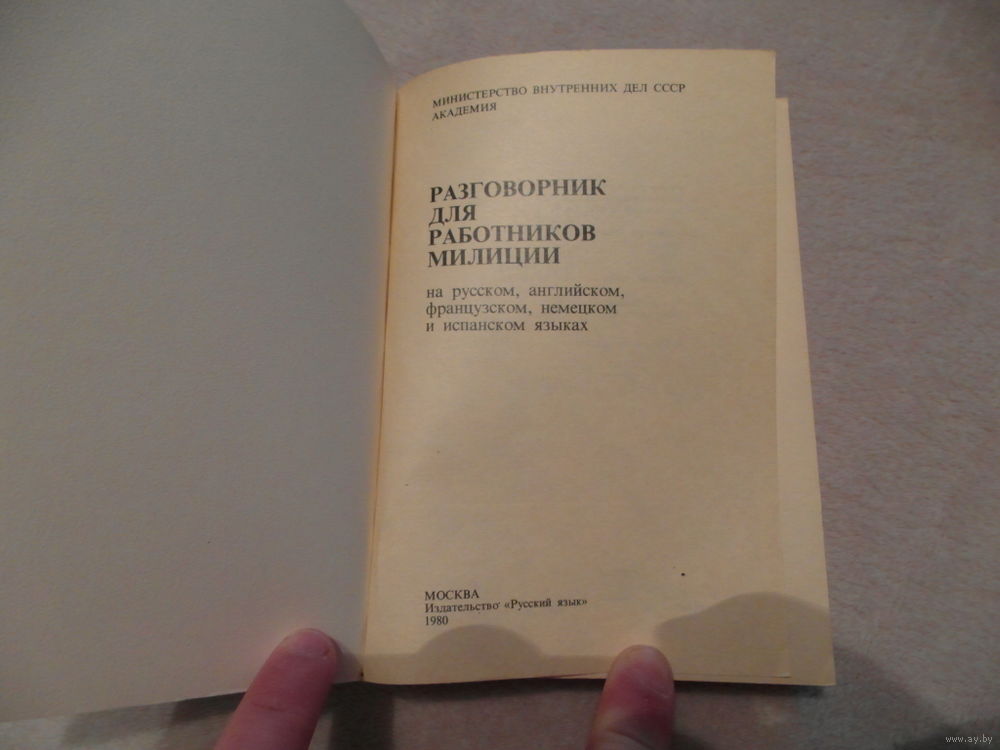 МИНИСТЕРСТВО ВНУТРЕННИХ ДЕЛ СССР
АКАДЕМИЯ
РАЗГОВОРНИК
ДЛЯ
РАБОТНИКОВ
МИЛИЦИИ
на русском, английском,
французском, немецком
и испанском языках
МОСКВА
Издательство «Русский язык»
1980
www.ay.by